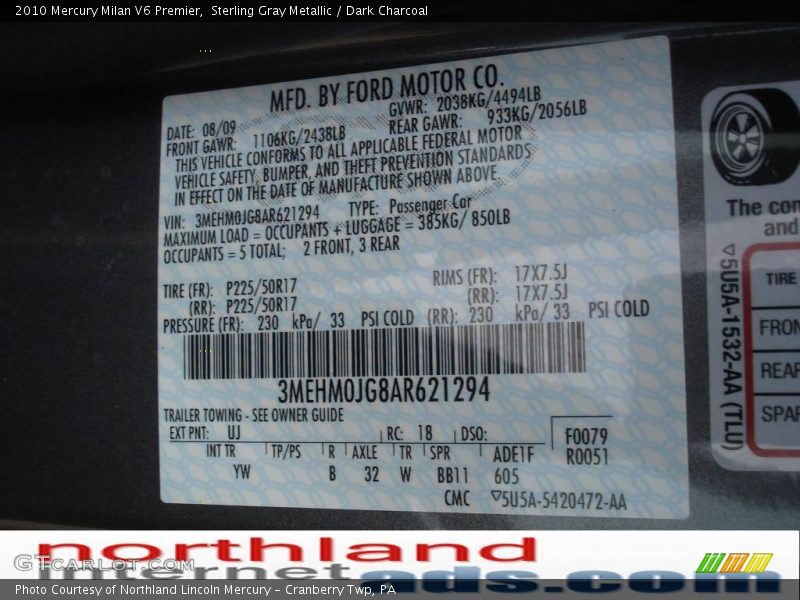 2010 Mercury Milan V6 Premier,  Sterling Gray Metallic / Dark Charcoal
MFD. BY FORD MOTOR CO.
DATE: 08/09 GVWR: 2038KG/4494LB
FRONT GAWR: 1106KG/2438LB REAR GAWR: 933KG/2056LB
THIS VEHICLE CONFORMS TO ALL APPLICABLE FEDERAL MOTOR
VEHICLE SAFETY, BUMPER, AND THEFT PREVENTION STANDARDS
IN EFFECT ON THE DATE OF MANUFACTURE SHOWN ABOVE.
VIN: 3MEHM0JG8AR621294 TYPE: Passenger Car
MAXIMUM LOAD = OCCUPANTS + LUGGAGE = 385KG/ 850LB
OCCUPANTS = 5 TOTAL; 2 FRONT, 3 REAR
TIRE (FR): P225/50R17 RIMS (FR): 17X7.5J
(RR): P225/50R17 (RR): 17X7.5J
PRESSURE (FR): 230 kPa/ 33 PSI COLD (RR): 230 kPa/ 33 PSI COLD
3MEHM0JG8AR621294
TRAILER TOWING - SEE OWNER GUIDE
EXT PNT: UJ RC: 18 DSO: F0079
R0051
INT TR TP/PS R AXLE TR SPR ADE1F
YW B 32 W BB11 605
CMC ▽5U5A-5420472-AA
The con
and
▽5U5A-1532-AA (TLU)
TIRE
FRON
REAR
SPAR
northland
internet ads.com
GTCarLot.com
Photo Courtesy of Northland Lincoln Mercury - Cranberry Twp, PA